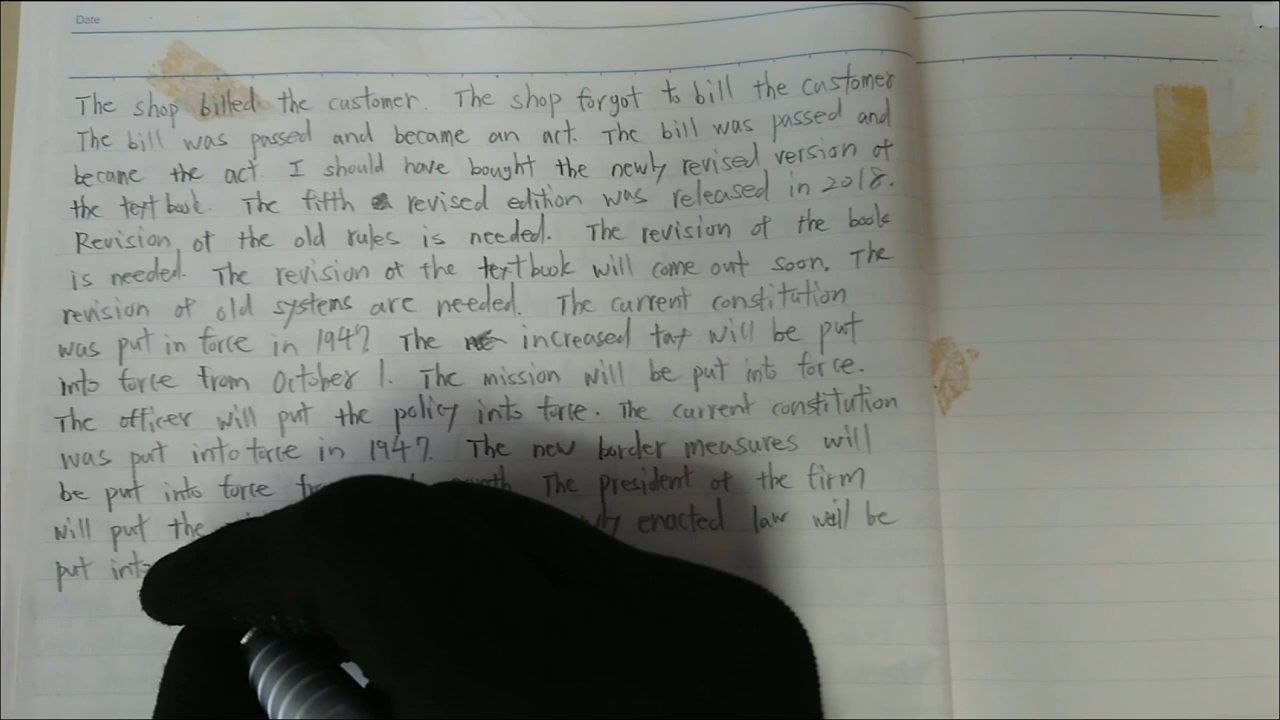 Date
The shop billed the customer. The shop forgot to bill the customer
The bill was passed and became an act. The bill was passed and
became the act. I should have bought the newly revised version of
the textbook. The fifth revised edition was released in 2018.
Revision of the old rules is needed. The revision of the book
is needed. The revision of the textbook will come out soon. The
revision of old systems are needed. The current constitution
was put in force in 1947. The increased tax will be put
into force from October 1. The mission will be put into force.
The officer will put the policy into force. The current constitution
was put into force in 1947. The new border measures will
be put into force The president of the firm
will put the enacted law will be
put into